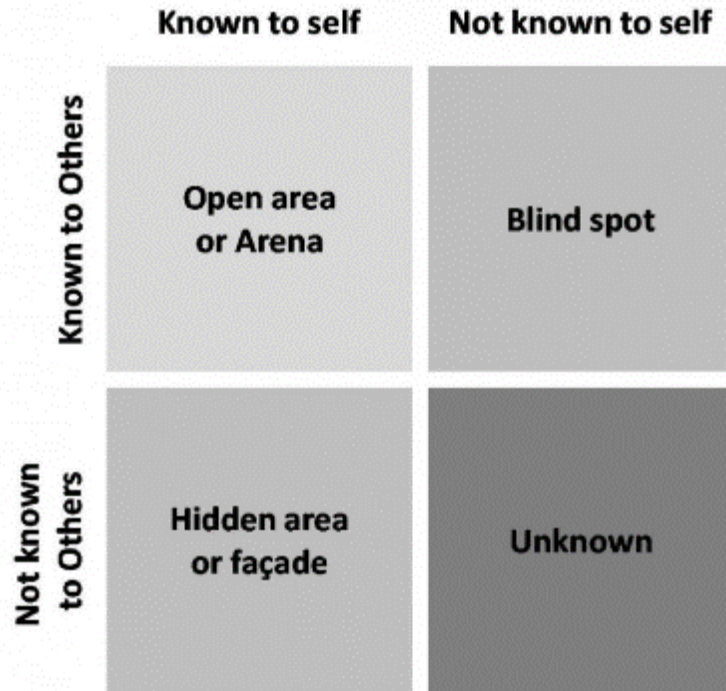 Known to self
Not known to self
Known to Others
Open area
or Arena
Blind spot
Not known
to Others
Hidden area
or façade
Unknown